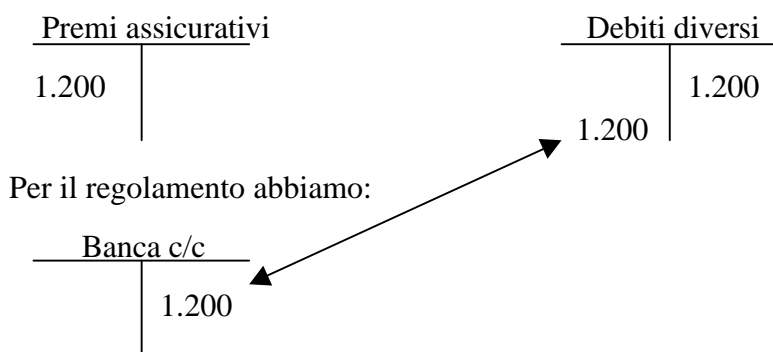 Premi assicurativi Debiti diversi
1.200 1.200
1.200
Per il regolamento abbiamo:
Banca c/c
1.200